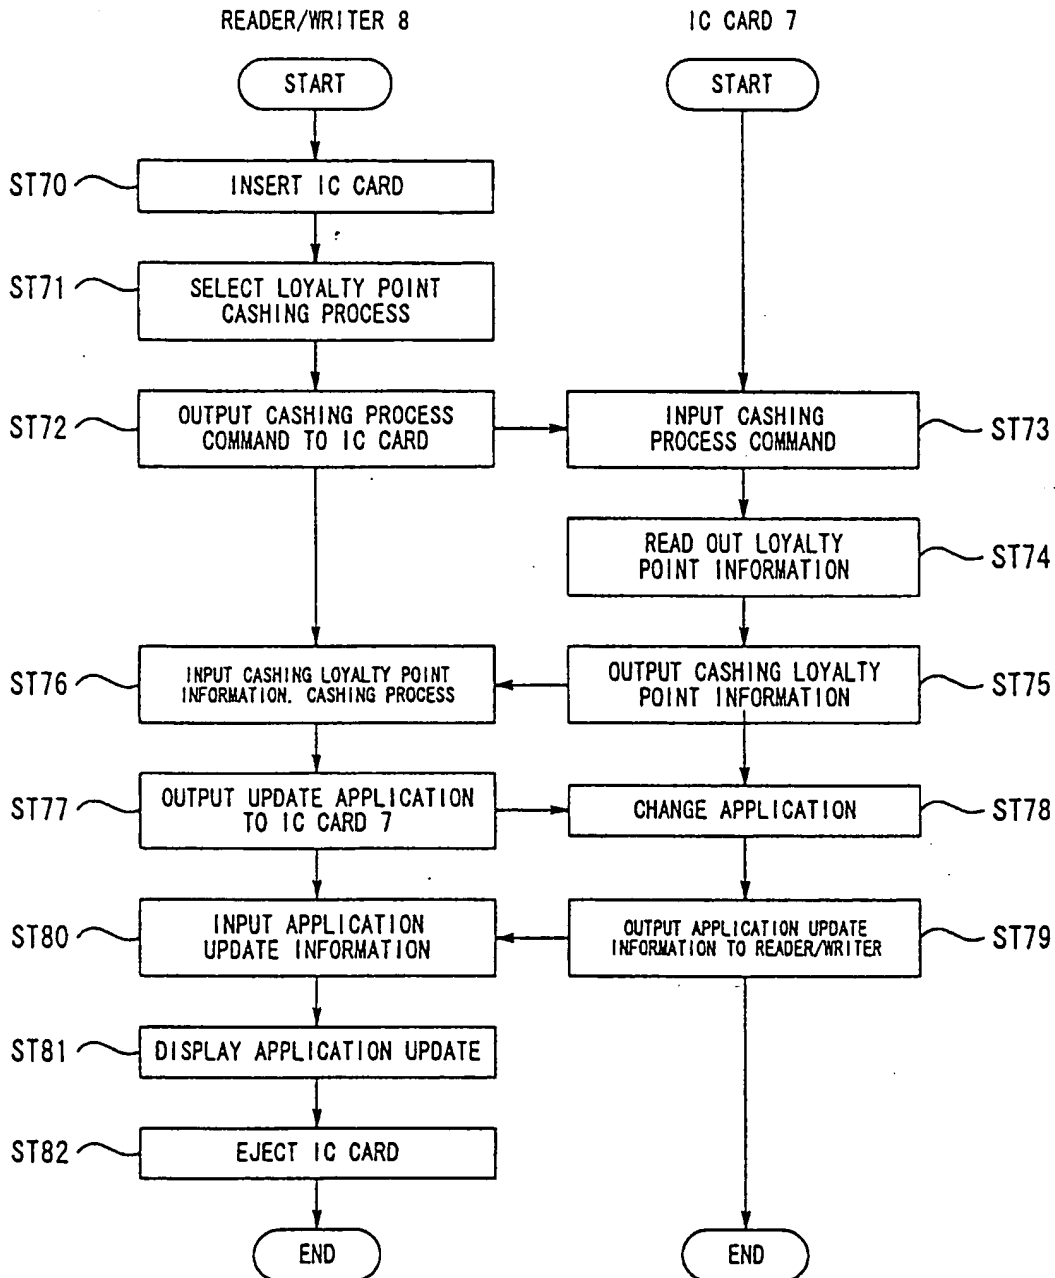 READER/WRITER 8
IC CARD 7
START
START
ST70
INSERT IC CARD
ST71
SELECT LOYALTY POINT
CASHING PROCESS
ST72
OUTPUT CASHING PROCESS
COMMAND TO IC CARD
INPUT CASHING
PROCESS COMMAND
ST73
READ OUT LOYALTY
POINT INFORMATION
ST74
ST76
INPUT CASHING LOYALTY POINT
INFORMATION. CASHING PROCESS
OUTPUT CASHING LOYALTY
POINT INFORMATION
ST75
ST77
OUTPUT UPDATE APPLICATION
TO IC CARD 7
CHANGE APPLICATION
ST78
ST80
INPUT APPLICATION
UPDATE INFORMATION
OUTPUT APPLICATION UPDATE
INFORMATION TO READER/WRITER
ST79
ST81
DISPLAY APPLICATION UPDATE
ST82
EJECT IC CARD
END
END